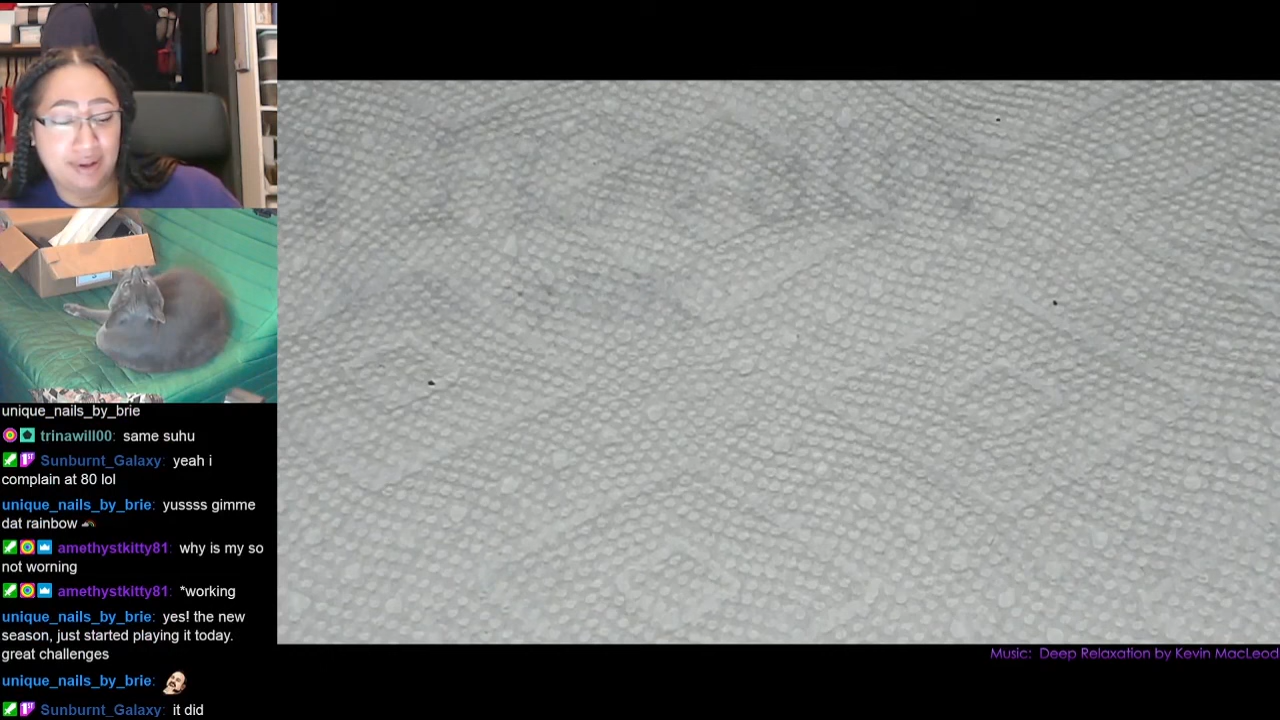 unique_nails_by_brie
trinawill00: same suhu
Sunburnt_Galaxy: yeah i
complain at 80 lol
unique_nails_by_brie: yussss gimme
dat rainbow
amethystkitty81: why is my so
not worning
amethystkitty81: *working
unique_nails_by_brie: yes! the new
season, just started playing it today.
great challenges
unique_nails_by_brie:
Sunburnt_Galaxy: it did
Music: Deep Relaxation by Kevin MacLeod